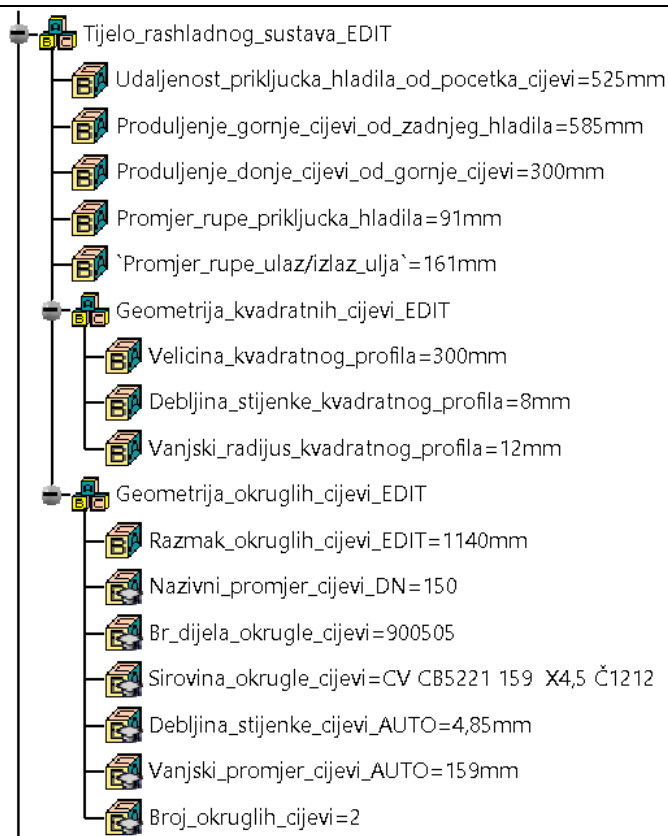 Tijelo_rashladnog_sustava_EDIT
Udaljenost_prikljucka_hladila_od_pocetka_cijevi=525mm
Produljenje_gornje_cijevi_od_zadnjeg_hladila=585mm
Produljenje_donje_cijevi_od_gornje_cijevi=300mm
Promjer_rupe_prikljucka_hladila=91mm
`Promjer_rupe_ulaz/izlaz_ulja`=161mm
Geometrija_kvadratnih_cijevi_EDIT
Velicina_kvadratnog_profila=300mm
Debljina_stijenke_kvadratnog_profila=8mm
Vanjski_radijus_kvadratnog_profila=12mm
Geometrija_okruglih_cijevi_EDIT
Razmak_okruglih_cijevi_EDIT=1140mm
Nazivni_promjer_cijevi_DN=150
Br_dijela_okrugle_cijevi=900505
Sirovina_okrugle_cijevi=CV CB5221 159  X4,5 Č1212
Debljina_stijenke_cijevi_AUTO=4,85mm
Vanjski_promjer_cijevi_AUTO=159mm
Broj_okruglih_cijevi=2